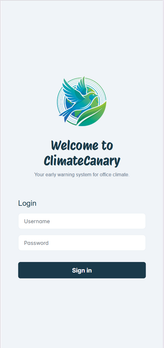 Welcome to
ClimateCanary
Your early warning system for office climate
Login
Username
Password
Sign in